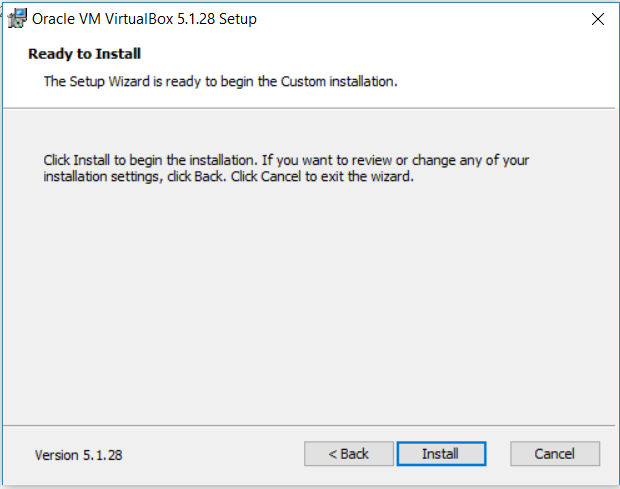 Oracle VM VirtualBox 5.1.28 Setup
Ready to Install
The Setup Wizard is ready to begin the Custom installation.
Click Install to begin the installation. If you want to review or change any of your
installation settings, click Back. Click Cancel to exit the wizard.
Version 5.1.28
< Back
Install
Cancel